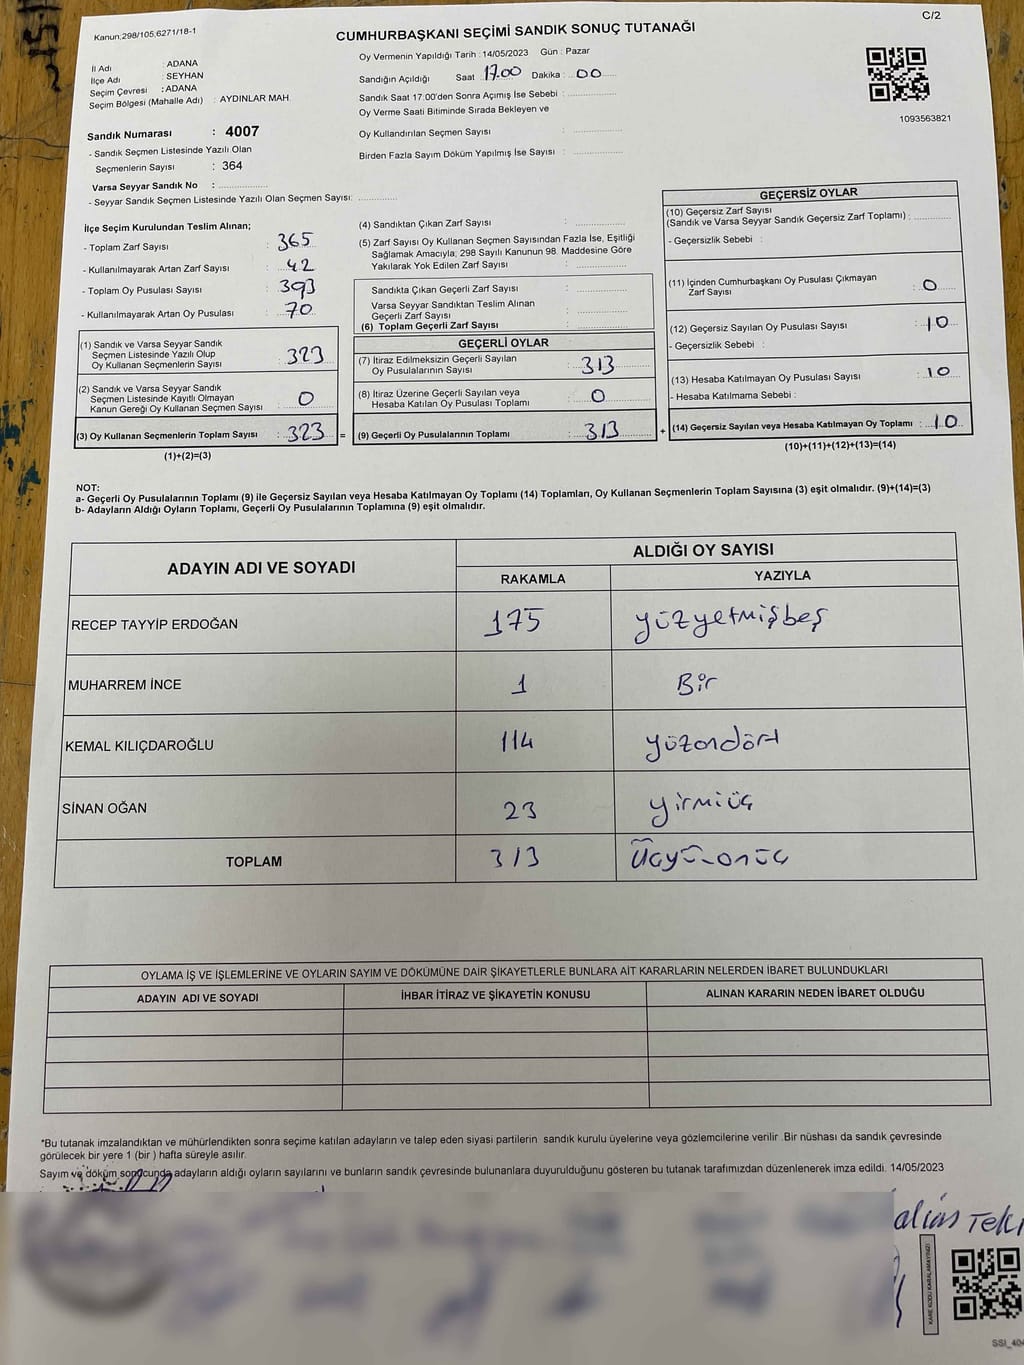 Kanun:298/105,6271/18-1
C/2
CUMHURBAŞKANI SEÇİMİ SANDIK SONUÇ TUTANAĞI
İl Adı : ADANA
İlçe Adı : SEYHAN
Seçim Çevresi : ADANA
Seçim Bölgesi (Mahalle Adı) : AYDINLAR MAH.
Sandık Numarası : 4007
- Sandık Seçmen Listesinde Yazılı Olan
Seçmenlerin Sayısı : 364
Varsa Seyyar Sandık No : ..................
- Seyyar Sandık Seçmen Listesinde Yazılı Olan Seçmen Sayısı: ..............
Oy Vermenin Yapıldığı Tarih : 14/05/2023 Gün : Pazar
Sandığın Açıldığı Saat 17.00 Dakika : 00
Sandık Saat 17:00'den Sonra Açımış İse Sebebi : ..................
Oy Verme Saati Bitiminde Sırada Bekleyen ve
Oy Kullandırılan Seçmen Sayısı : ..................
Birden Fazla Sayım Döküm Yapılmış İse Sayısı : ..................
1093563821
İlçe Seçim Kurulundan Teslim Alınan;
- Toplam Zarf Sayısı : 365
- Kullanılmayarak Artan Zarf Sayısı : 42
- Toplam Oy Pusulası Sayısı : 393
- Kullanılmayarak Artan Oy Pusulası : 70
(1) Sandık ve Varsa Seyyar Sandık
Seçmen Listesinde Yazılı Olup
Oy Kullanan Seçmenlerin Sayısı : 323
(2) Sandık ve Varsa Seyyar Sandık
Seçmen Listesinde Kayıtlı Olmayan
Kanun Gereği Oy Kullanan Seçmen Sayısı : 0
(3) Oy Kullanan Seçmenlerin Toplam Sayısı : 323 =
(1)+(2)=(3)
(4) Sandıktan Çıkan Zarf Sayısı : ..................
(5) Zarf Sayısı Oy Kullanan Seçmen Sayısından Fazla İse, Eşitliği
Sağlamak Amacıyla, 298 Sayılı Kanunun 98. Maddesine Göre
Yakılarak Yok Edilen Zarf Sayısı : ..................
Sandıkta Çıkan Geçerli Zarf Sayısı : ..................
Varsa Seyyar Sandıktan Teslim Alınan
Geçerli Zarf Sayısı : ..................
(6) Toplam Geçerli Zarf Sayısı : ..................
GEÇERLİ OYLAR
(7) İtiraz Edilmeksizin Geçerli Sayılan
Oy Pusulalarının Sayısı : 313
(8) İtiraz Üzerine Geçerli Sayılan veya
Hesaba Katılan Oy Pusulası Toplamı : 0
(9) Geçerli Oy Pusulalarının Toplamı : 313 +
GEÇERSİZ OYLAR
(10) Geçersiz Zarf Sayısı
(Sandık ve Varsa Seyyar Sandık Geçersiz Zarf Toplamı) : ..............
- Geçersizlik Sebebi :
(11) İçinden Cumhurbaşkanı Oy Pusulası Çıkmayan
Zarf Sayısı : 0
(12) Geçersiz Sayılan Oy Pusulası Sayısı : 10
- Geçersizlik Sebebi :
(13) Hesaba Katılmayan Oy Pusulası Sayısı : 10
- Hesaba Katılmama Sebebi :
(14) Geçersiz Sayılan veya Hesaba Katılmayan Oy Toplamı : 10
(10)+(11)+(12)+(13)=(14)
NOT:
a- Geçerli Oy Pusulalarının Toplamı (9) ile Geçersiz Sayılan veya Hesaba Katılmayan Oy Toplamı (14) Toplamları, Oy Kullanan Seçmenlerin Toplam Sayısına (3) eşit olmalıdır. (9)+(14)=(3)
b- Adayların Aldığı Oyların Toplamı, Geçerli Oy Pusulalarının Toplamına (9) eşit olmalıdır.
ADAYIN ADI VE SOYADI
ALDIĞI OY SAYISI
RAKAMLA YAZIYLA
RECEP TAYYİP ERDOĞAN 175 yüzyetmişbeş
MUHARREM İNCE 1 Bir
KEMAL KILIÇDAROĞLU 114 yüzondört
SİNAN OĞAN 23 yirmiüç
TOPLAM 313
OYLAMA İŞ VE İŞLEMLERİNE VE OYLARIN SAYIM VE DÖKÜMÜNE DAİR ŞİKAYETLERLE BUNLARA AİT KARARLARIN NELERDEN İBARET BULUNDUKLARI
ADAYIN ADI VE SOYADI İHBAR İTİRAZ VE ŞİKAYETİN KONUSU ALINAN KARARIN NEDEN İBARET OLDUĞU
*Bu tutanak imzalandıktan ve mühürlendikten sonra seçime katılan adayların ve talep eden siyasi partilerin sandık kurulu üyelerine veya gözlemcilerine verilir .Bir nüshası da sandık çevresinde
görülecek bir yere 1 (bir ) hafta süreyle asılır.
Sayım ve döküm sonucunda adayların aldığı oyların sayılarını ve bunların sandık çevresinde bulunanlara duyurulduğunu gösteren bu tutanak tarafımızdan düzenlenerek imza edildi. 14/05/2023
KARE KODU KARALAMAYINIZ!